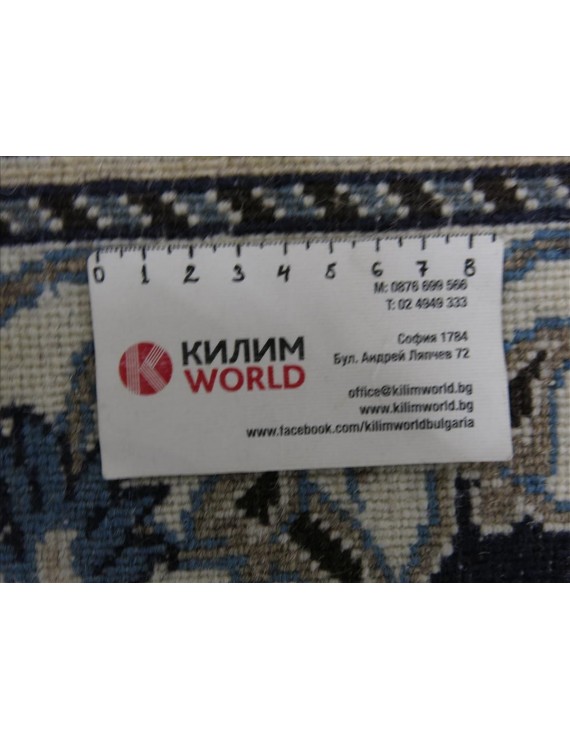 0 1 2 3 4 5 6 7 8
M: 0876 699 566
T: 02 4949 333
КИЛИМ
WORLD
София 1784
Бул. Андрей Ляпчев 72
office@kilimworld.bg
www.kilimworld.bg
www.facebook.com/kilimworldbulgaria